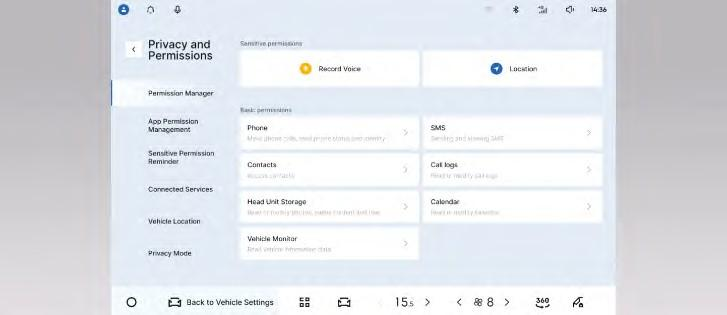 14:36
Privacy and
Permissions
Permission Manager
App Permission
Management
Sensitive Permission
Reminder
Connected Services
Vehicle Location
Privacy Mode
Sensitive permissions
Record Voice
Location
Basic permissions
Phone
Make phone calls, read phone status and identity
SMS
Sending and viewing SMS
Contacts
Access contacts
Call logs
Read or modify call logs
Head Unit Storage
Read or modify photos, media content and files
Calendar
Read or modify calendar
Vehicle Monitor
Read vehicle information data
Back to Vehicle Settings
15.5
8
360